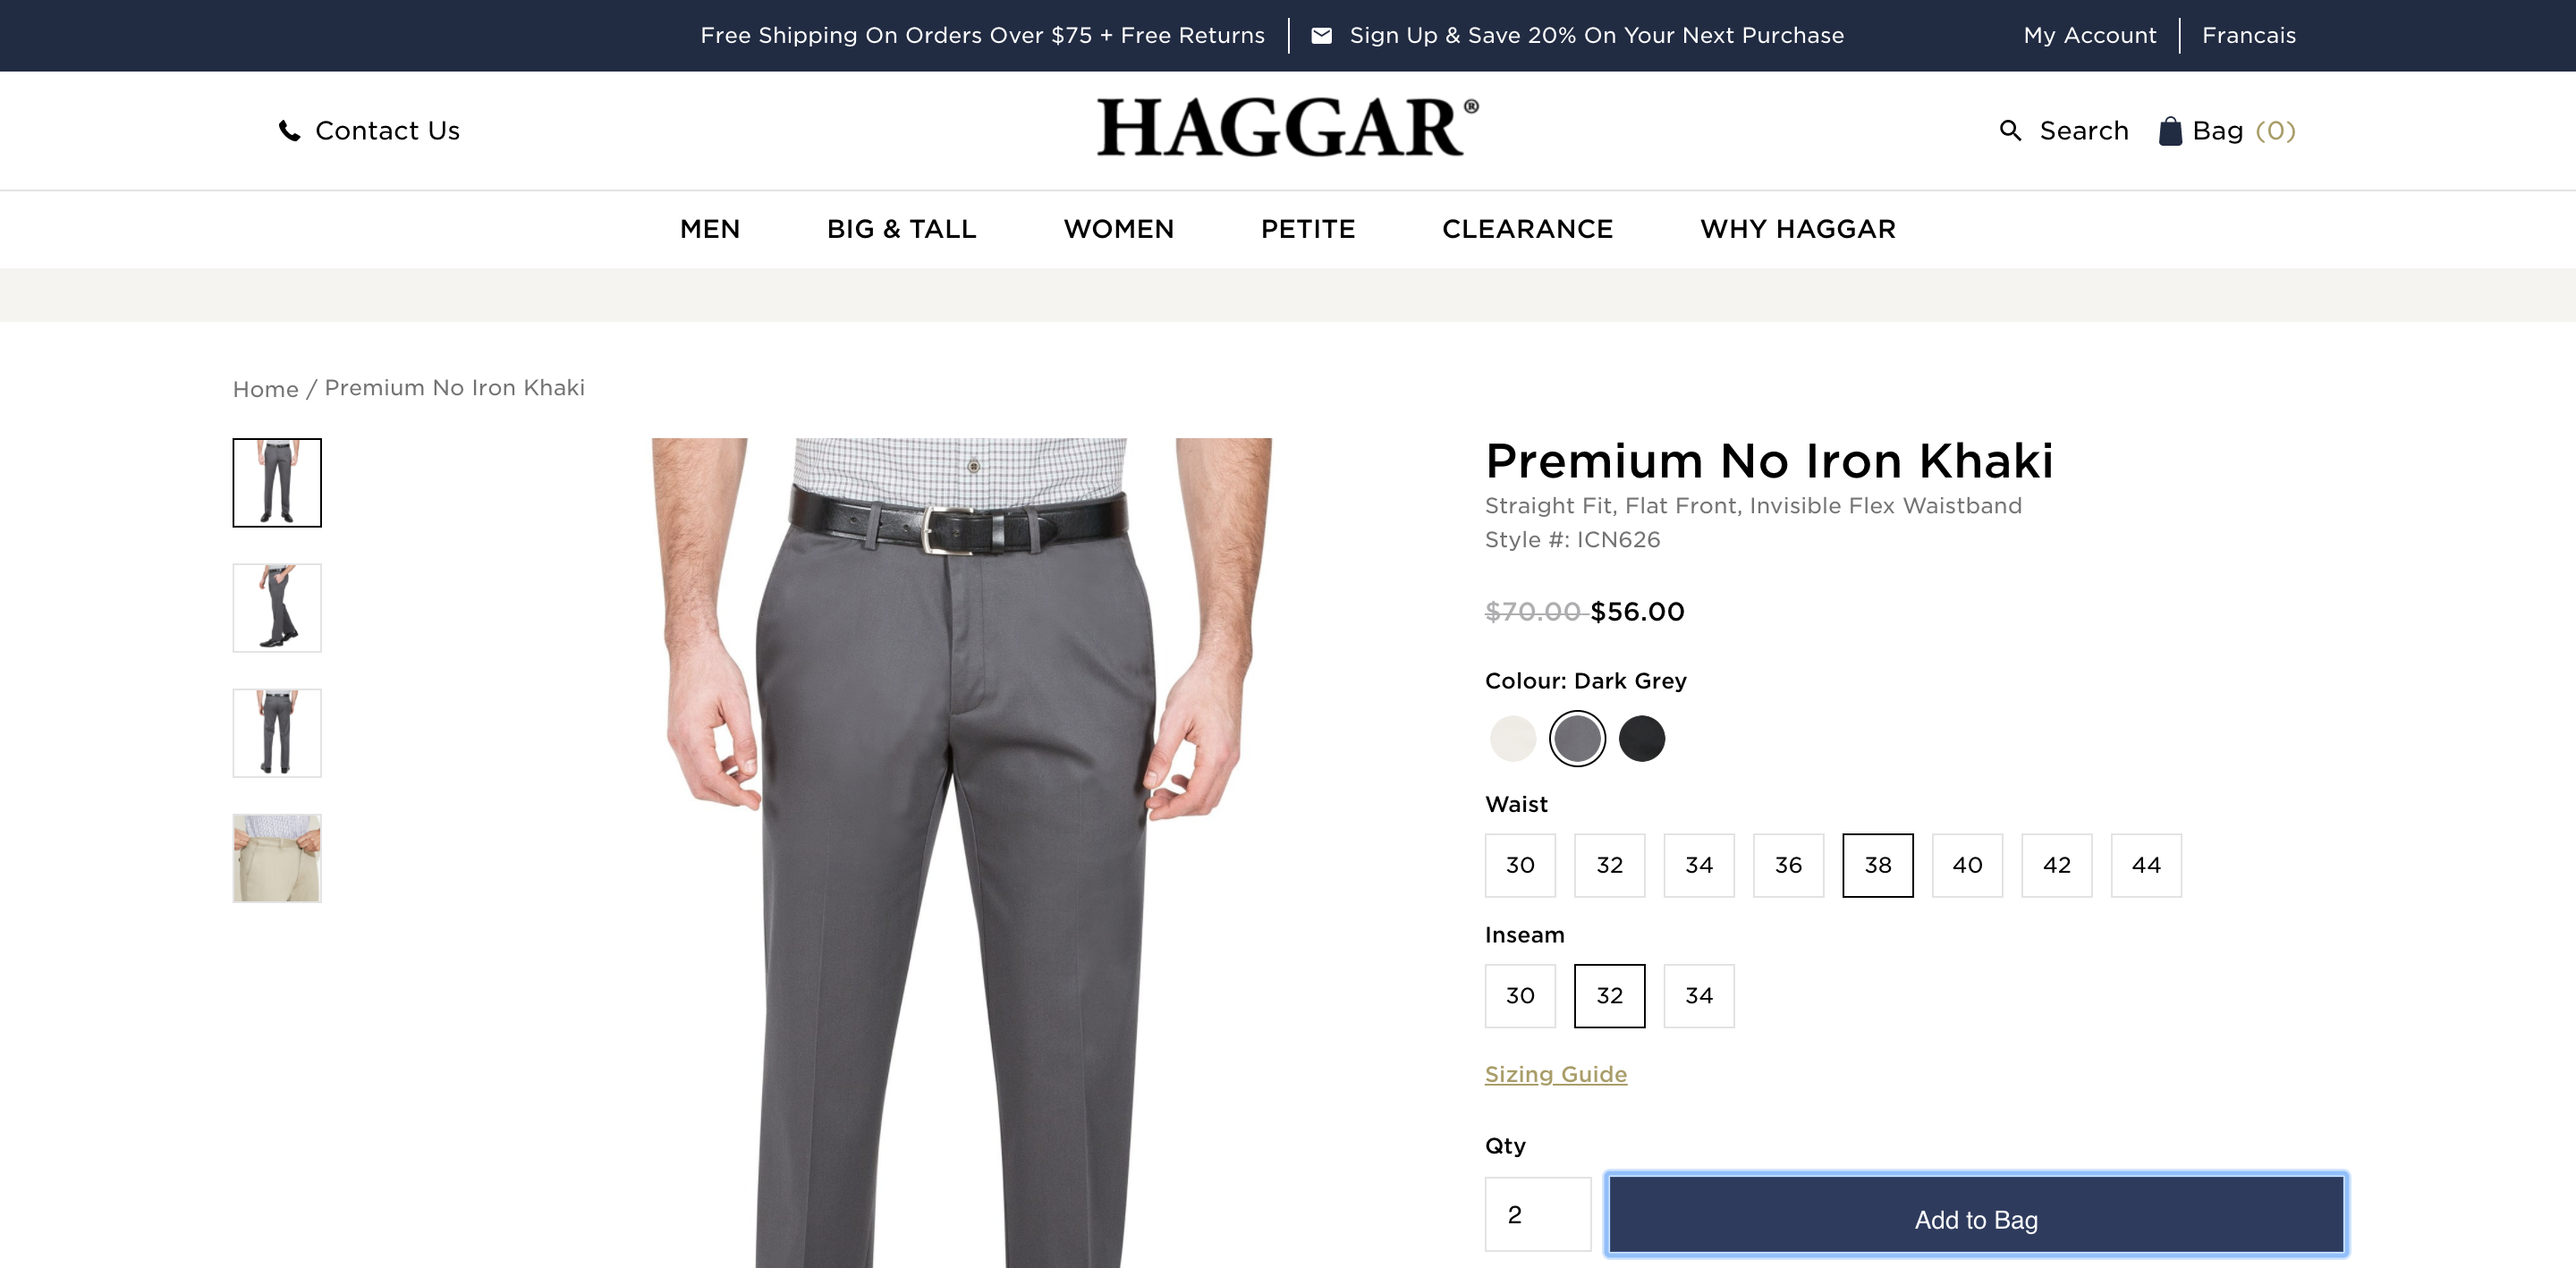 Free Shipping On Orders Over $75 + Free Returns
Sign Up & Save 20% On Your Next Purchase
My Account
Francais
Contact Us
HAGGAR®
Search
Bag (0)
MEN
BIG & TALL
WOMEN
PETITE
CLEARANCE
WHY HAGGAR
Home / Premium No Iron Khaki
Premium No Iron Khaki
Straight Fit, Flat Front, Invisible Flex Waistband
Style #: ICN626
$70.00 $56.00
Colour: Dark Grey
Waist
30 32 34 36 38 40 42 44
Inseam
30 32 34
Sizing Guide
Qty
2
Add to Bag